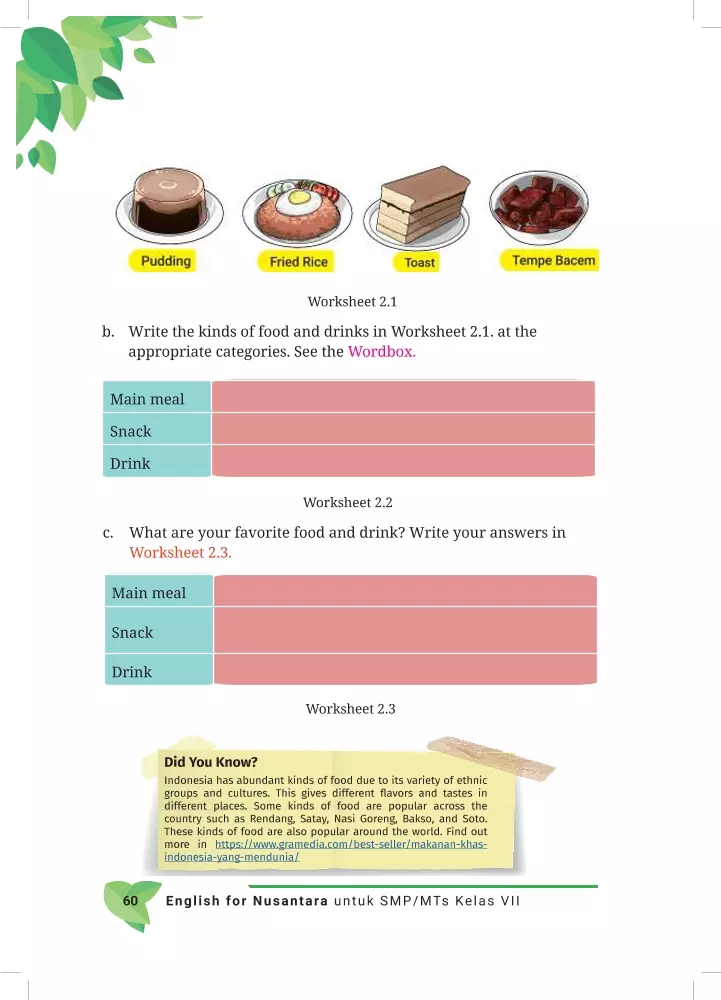 Pudding
Fried Rice
Toast
Tempe Bacem
Worksheet 2.1
b. Write the kinds of food and drinks in Worksheet 2.1. at the
appropriate categories. See the Wordbox.
Main meal
Snack
Drink
Worksheet 2.2
c. What are your favorite food and drink? Write your answers in
Worksheet 2.3.
Main meal
Snack
Drink
Worksheet 2.3
Did You Know?
Indonesia has abundant kinds of food due to its variety of ethnic
groups and cultures. This gives different flavors and tastes in
different places. Some kinds of food are popular across the
country such as Rendang, Satay, Nasi Goreng, Bakso, and Soto.
These kinds of food are also popular around the world. Find out
more in https://www.gramedia.com/best-seller/makanan-khas-
indonesia-yang-mendunia/
60 English for Nusantara untuk SMP/MTs Kelas VII